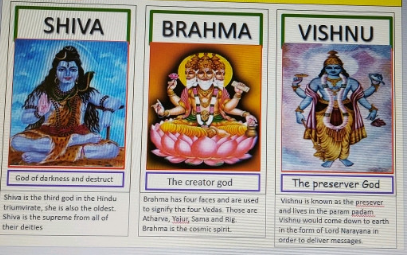 SHIVA
God of darkness and destruct
Shiva is the third god in the Hindu
triumvirate, she is also the oldest.
Shiva is the supreme from all of
their deities
BRAHMA
The creator god
Brahma has four faces and are used
to signify the four Vedas. Those are
Atharva, Yajur, Sama and Rig.
Brahma is the cosmic spirit.
VISHNU
The preserver God
Vishnu is known as the presever
and lives in the param padam
Vishnu would come down to earth
in the form of Lord Narayana in
order to deliver messages.